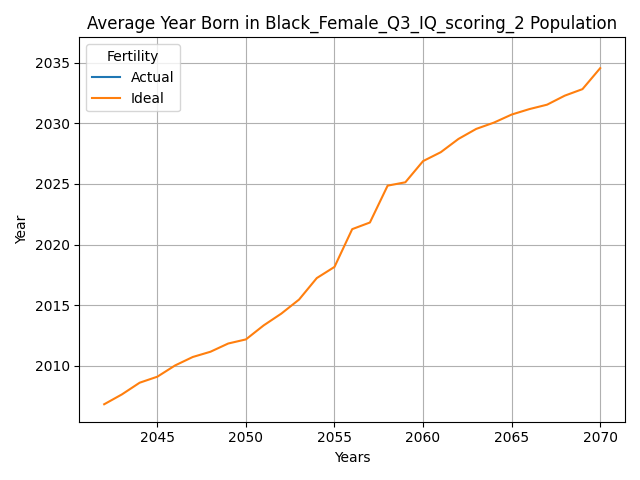 Average Year Born in Black_Female_Q3_IQ_scoring_2 Population
Fertility
Actual
Ideal
2035
2030
2025
2020
2015
2010
Year
2045 2050 2055 2060 2065 2070
Years